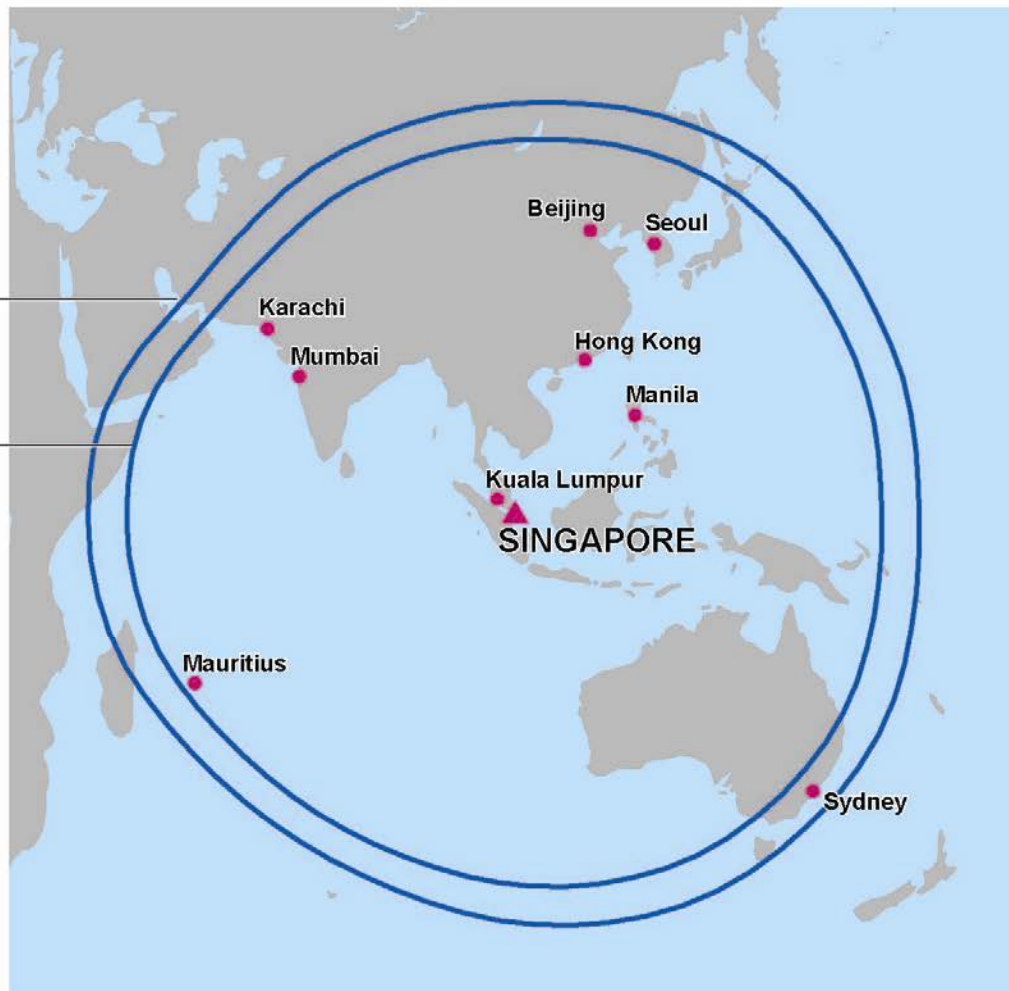 Beijing
Seoul
Karachi
Mumbai
Hong Kong
Manila
Kuala Lumpur
SINGAPORE
Mauritius
Sydney